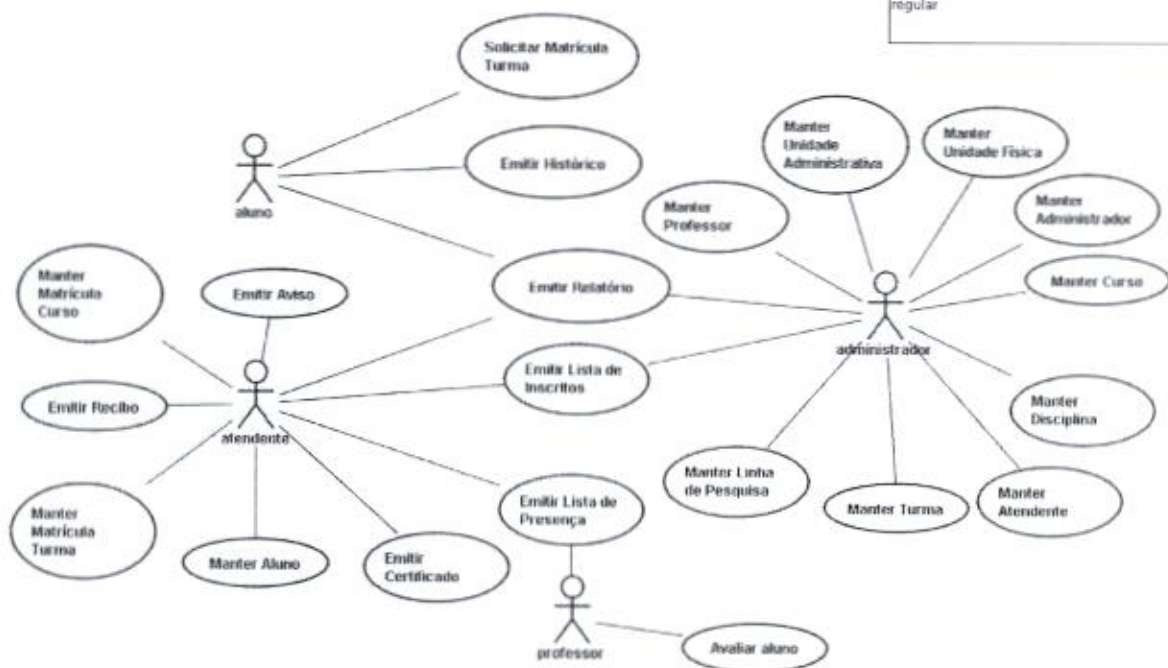 regular
Solicitar Matrícula
Turma
Emitir Histórico
aluno
Manter
Unidade
Administrativa
Manter
Unidade Física
Manter
Professor
Manter
Administrador
Manter
Matrícula
Curso
Emitir Aviso
Emitir Relatório
Manter Curso
administrador
Emitir Lista de
Inscritos
Emitir Recibo
atendente
Manter
Disciplina
Manter Linha
de Pesquisa
Manter Turma
Manter
Atendente
Emitir Lista de
Presença
Manter
Matrícula
Turma
Manter Aluno
Emitir
Certificado
professor
Avaliar aluno